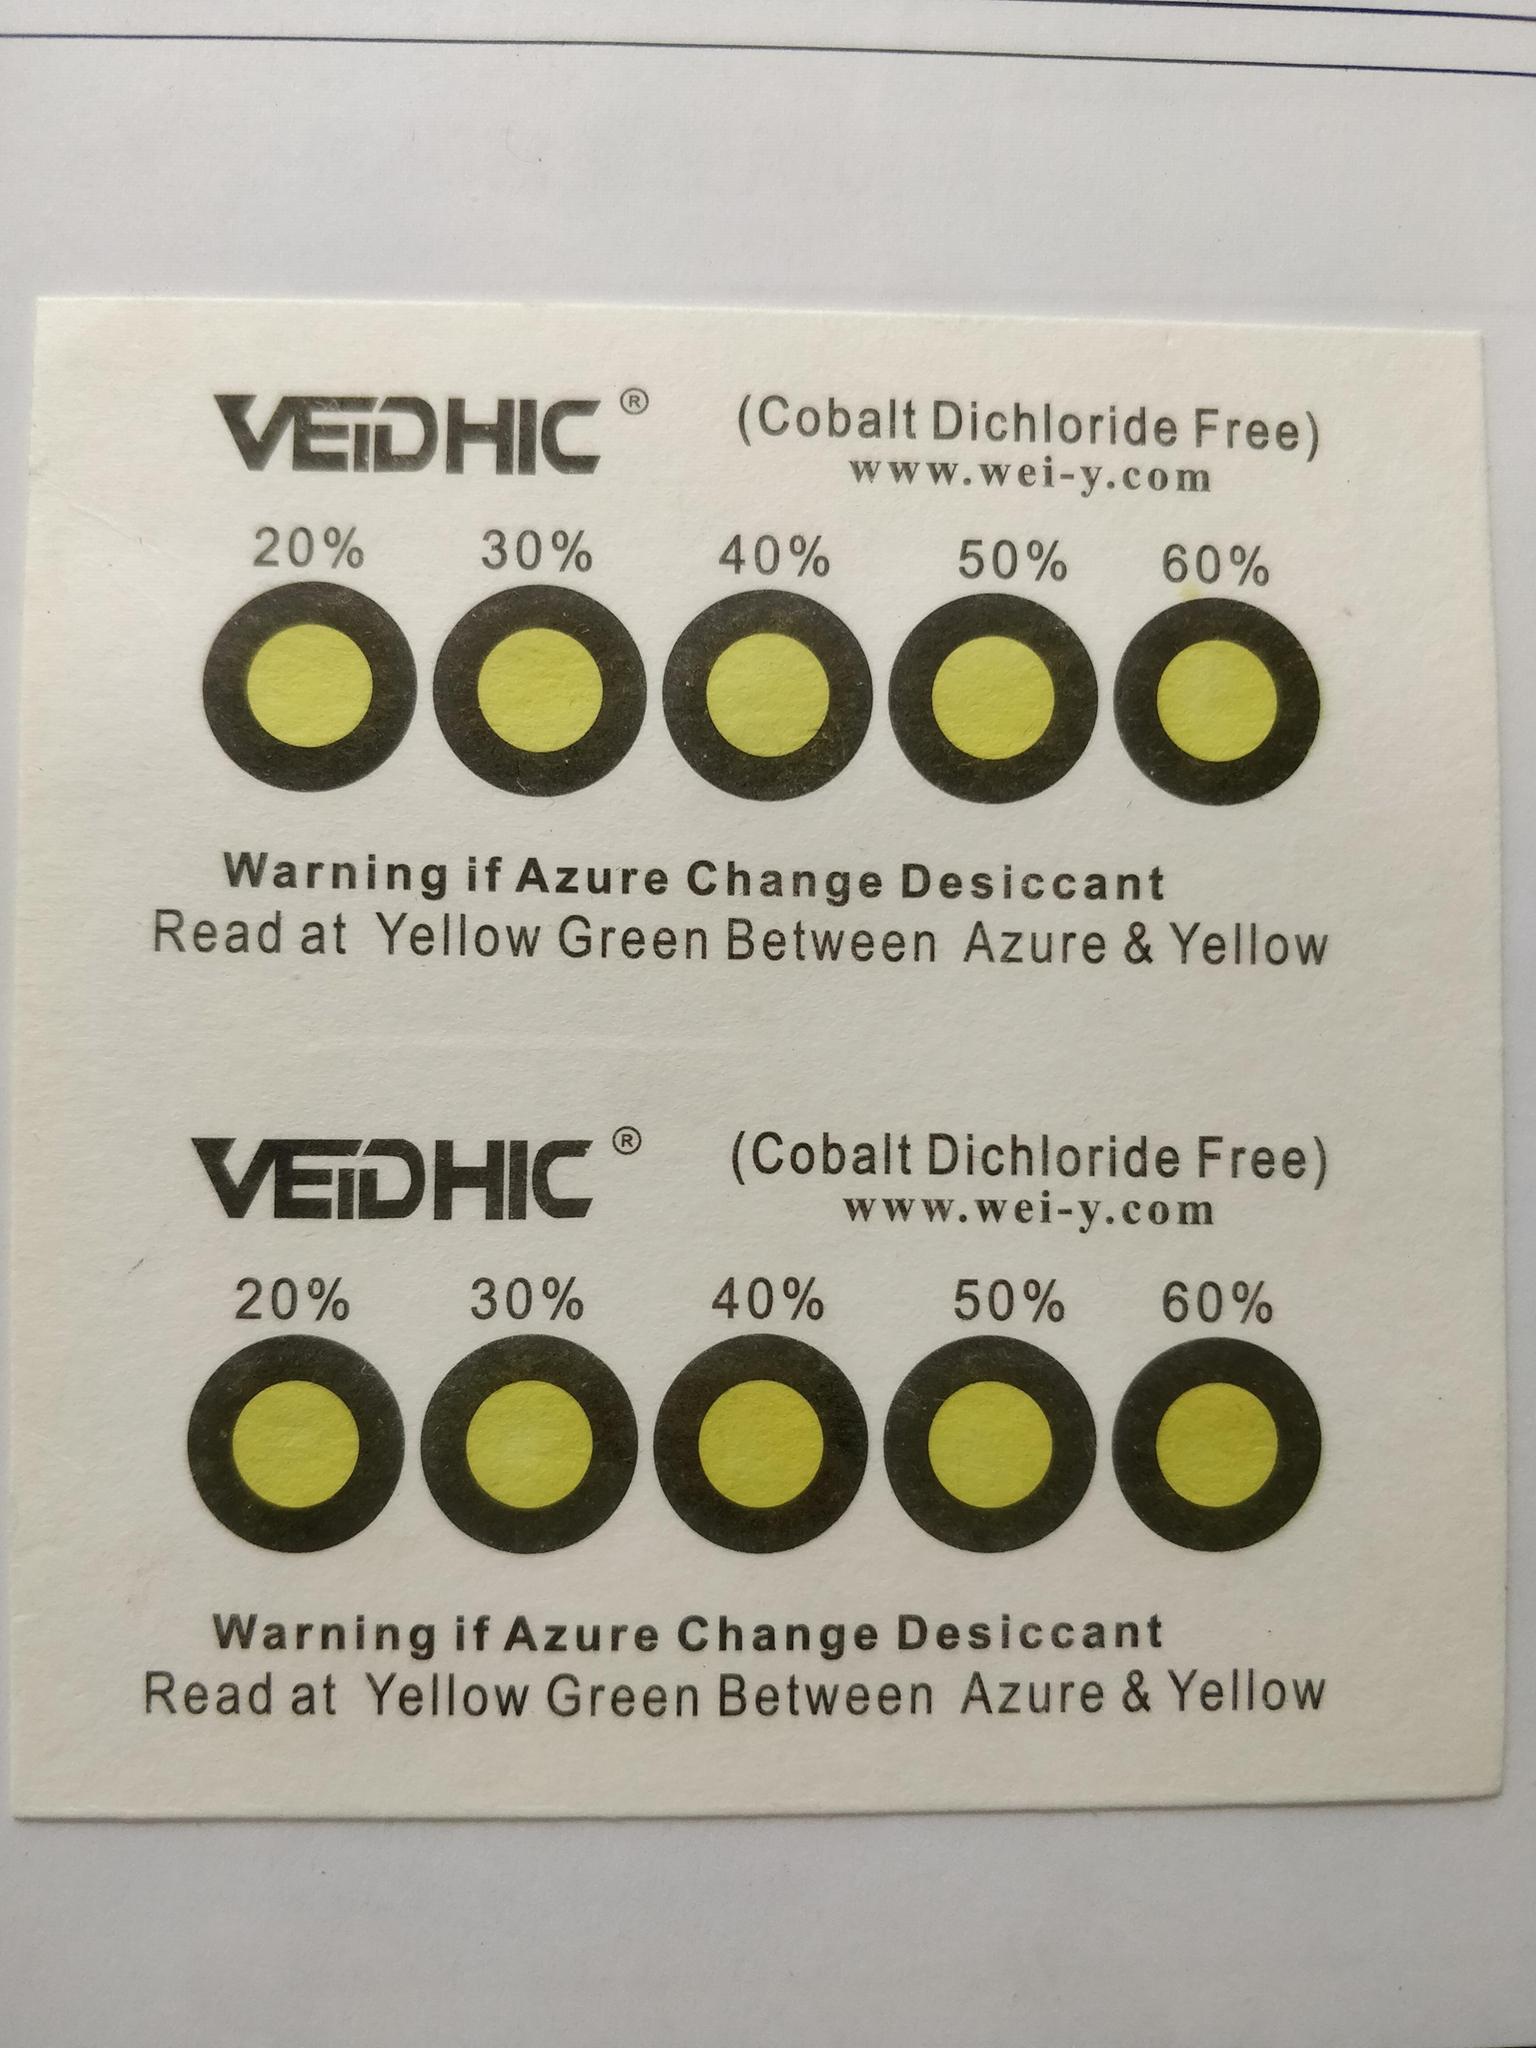 VEIDHIC ® (Cobalt Dichloride Free)
www.wei-y.com
20% 30% 40% 50% 60%
Warning if Azure Change Desiccant
Read at Yellow Green Between Azure & Yellow
VEIDHIC ® (Cobalt Dichloride Free)
www.wei-y.com
20% 30% 40% 50% 60%
Warning if Azure Change Desiccant
Read at Yellow Green Between Azure & Yellow